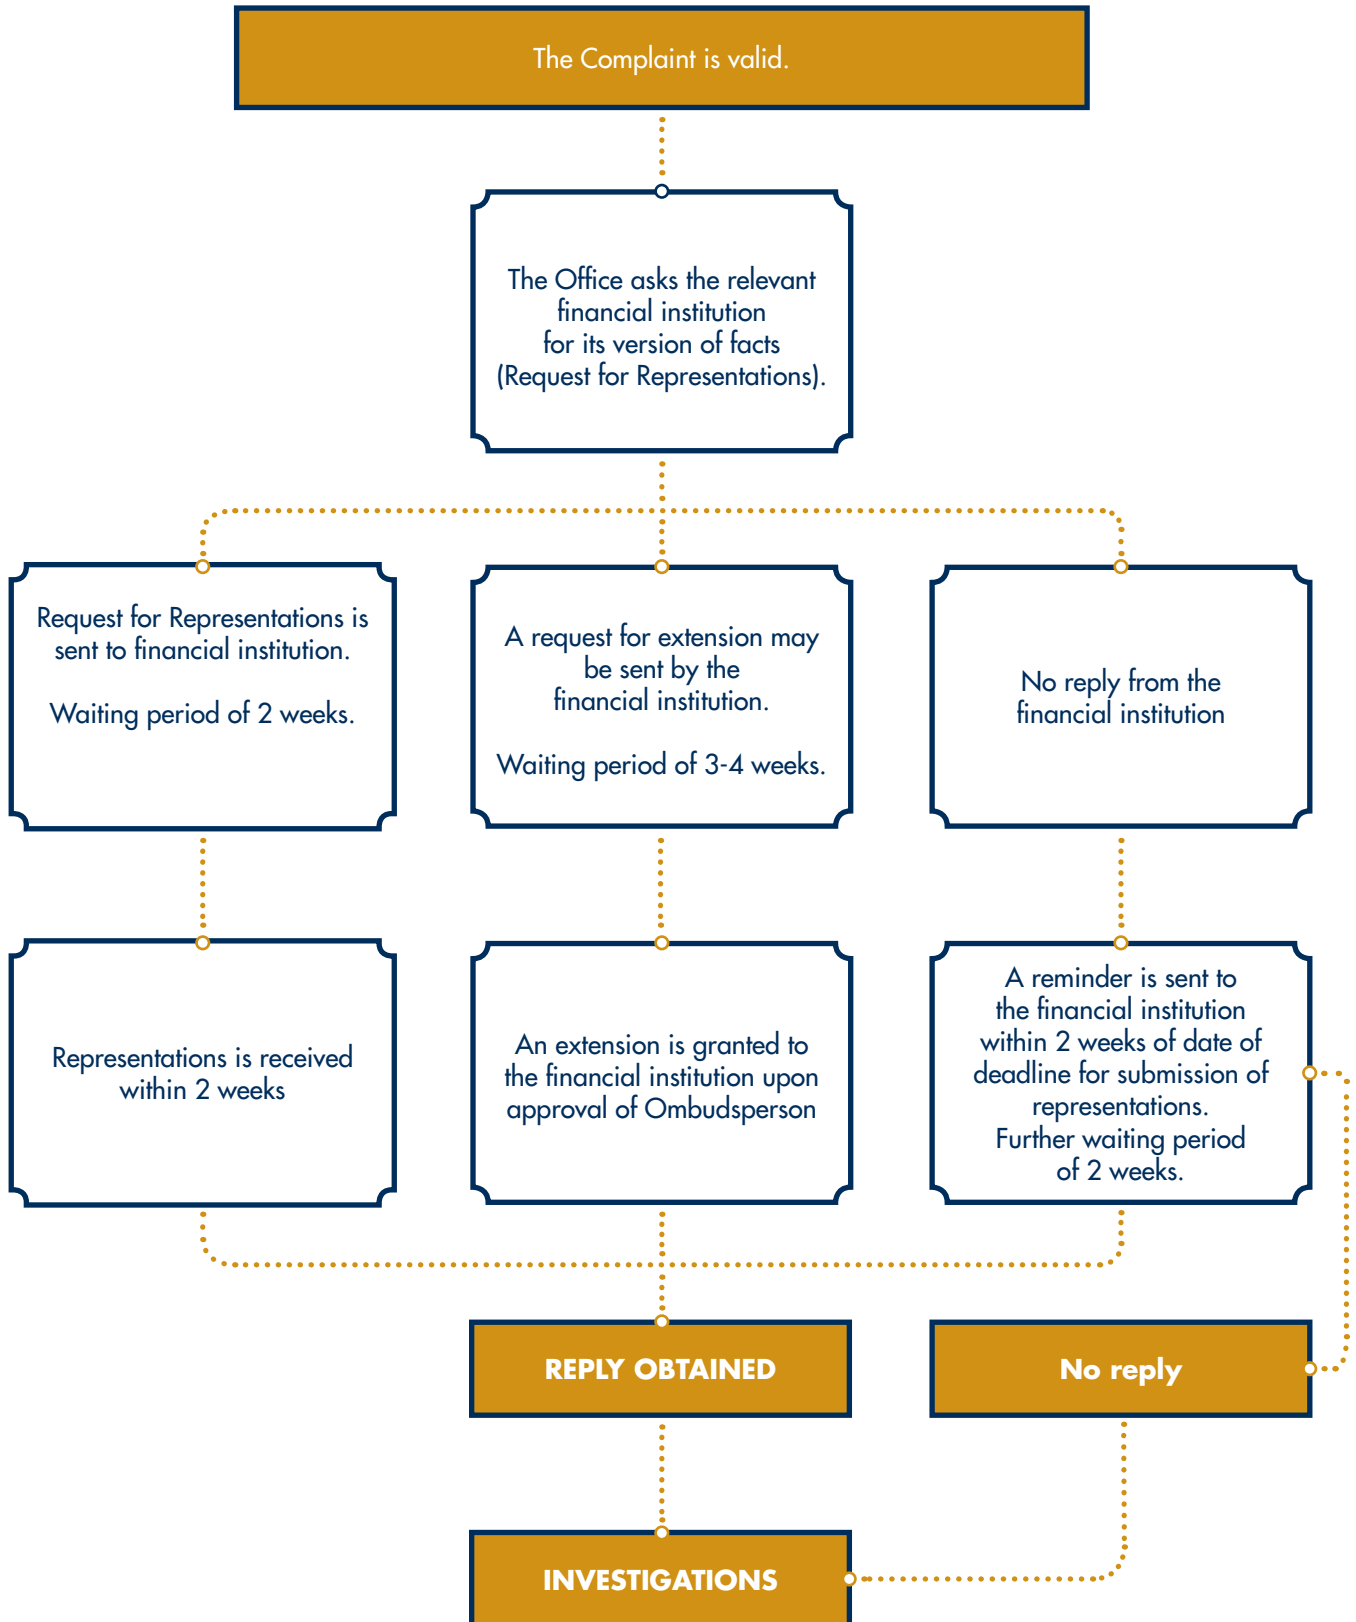 The Complaint is valid.
The Office asks the relevant
financial institution
for its version of facts
(Request for Representations).
Request for Representations is
sent to financial institution.
Waiting period of 2 weeks.
A request for extension may
be sent by the
financial institution.
Waiting period of 3-4 weeks.
No reply from the
financial institution
Representations is received
within 2 weeks
An extension is granted to
the financial institution upon
approval of Ombudsperson
A reminder is sent to
the financial institution
within 2 weeks of date of
deadline for submission of
representations.
Further waiting period
of 2 weeks.
REPLY OBTAINED
No reply
INVESTIGATIONS